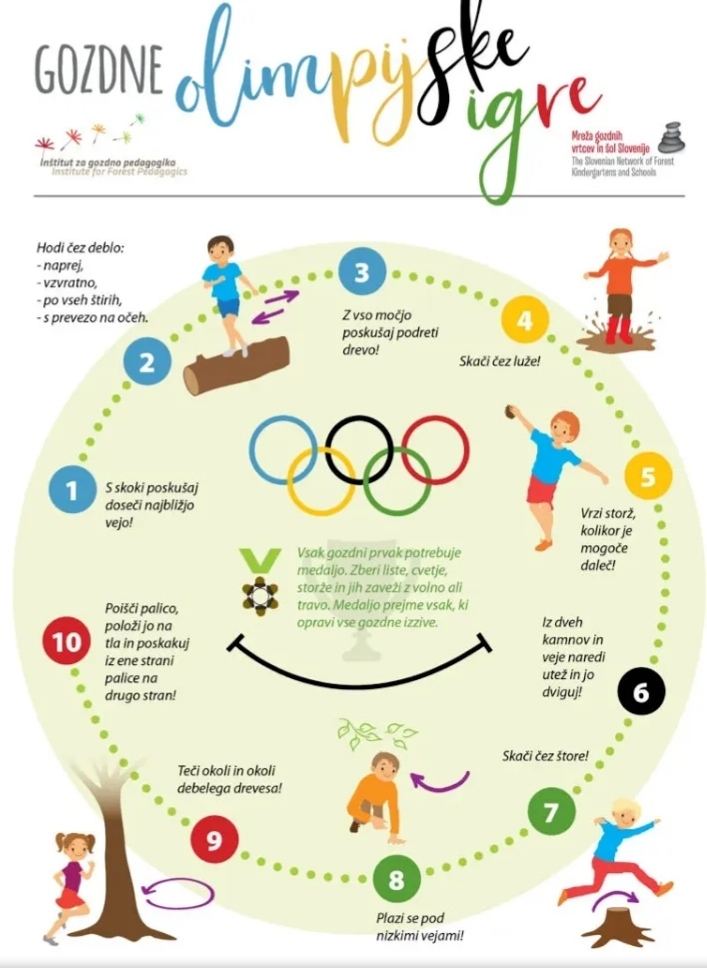 GOZDNE olimpijske
igre
Inštitut za gozdno pedagogiko
Institute for Forest Pedagogics
Mreža gozdnih
vrtcev in šol Slovenije
The Slovenian Network of Forest
Kindergartens and Schools
Hodi čez deblo:
- naprej,
- vzvratno,
- po vseh štirih,
- s prevezo na očeh.
2
3
Z vso močjo
poskušaj podreti
drevo!
4
Skači čez luže!
1
S skoki poskušaj
doseči najbližjo
vejo!
5
Vrzi storž,
kolikor je
mogoče
daleč!
Vsak gozdni prvak potrebuje
medaljo. Zberi liste, cvetje,
storže in jih zaveži z volno ali
travo. Medaljo prejme vsak, ki
opravi vse gozdne izzive.
10
Poišči palico,
položi jo na
tla in poskakuj
iz ene strani
palice na
drugo stran!
Iz dveh
kamnov in
veje naredi
utež in jo
dviguj!
6
Teči okoli in okoli
debelega drevesa!
9
Skači čez štore!
7
8
Plazi se pod
nizkimi vejami!